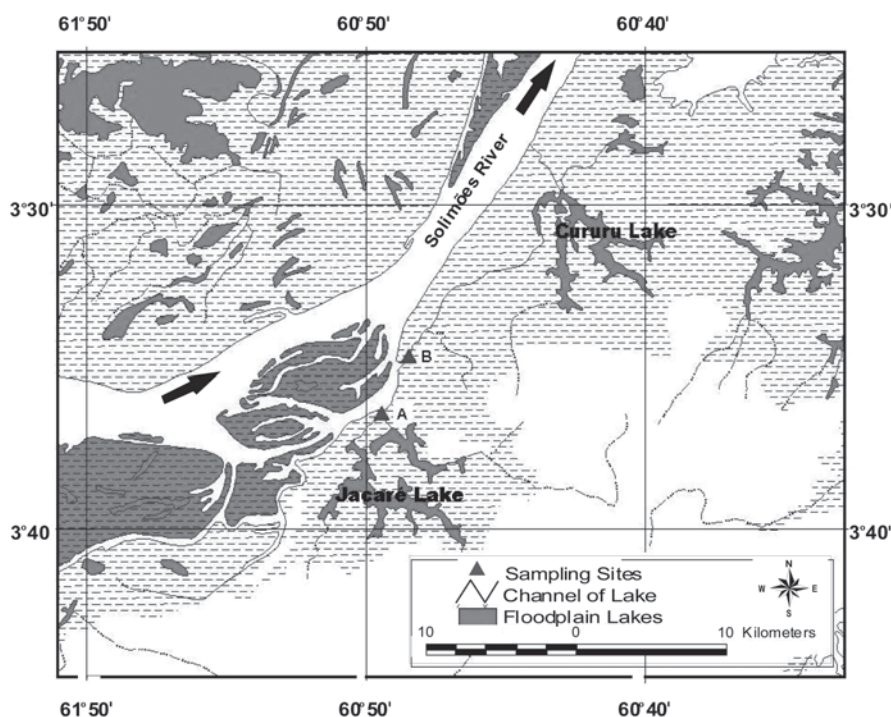 61°50' 60°50' 60°40'
Solimões River
3°30' 3°30'
Cururu Lake
B
A
Jacaré Lake
3°40' 3°40'
Sampling Sites
Channel of Lake
Floodplain Lakes
N
W E
S
10 0 10 Kilometers
61°50' 60°50' 60°40'